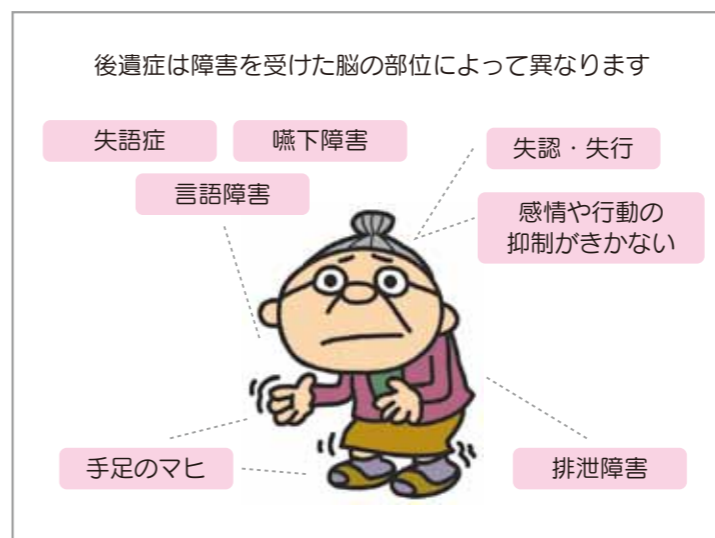 後遺症は障害を受けた脳の部位によって異なります
失語症
嚥下障害
失認・失行
言語障害
感情や行動の
抑制がきかない
手足のマヒ
排泄障害